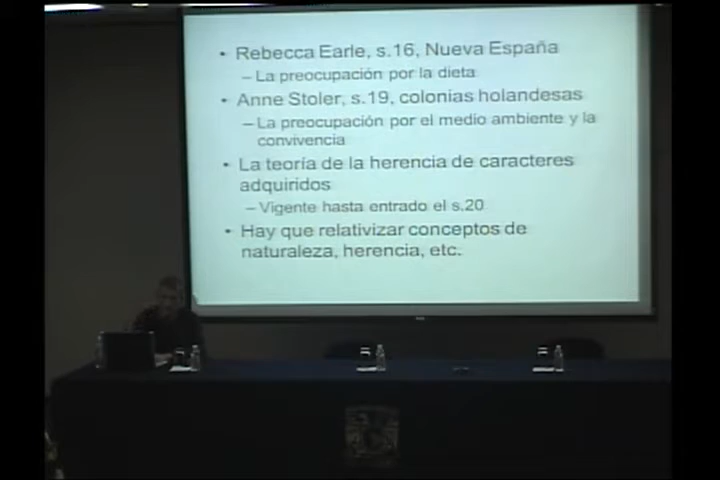 • Rebecca Earle, s.16, Nueva España
– La preocupación por la dieta
• Anne Stoler, s.19, colonias holandesas
– La preocupación por el medio ambiente y la
convivencia
• La teoría de la herencia de caracteres
adquiridos
– Vigente hasta entrado el s.20
• Hay que relativizar conceptos de
naturaleza, herencia, etc.